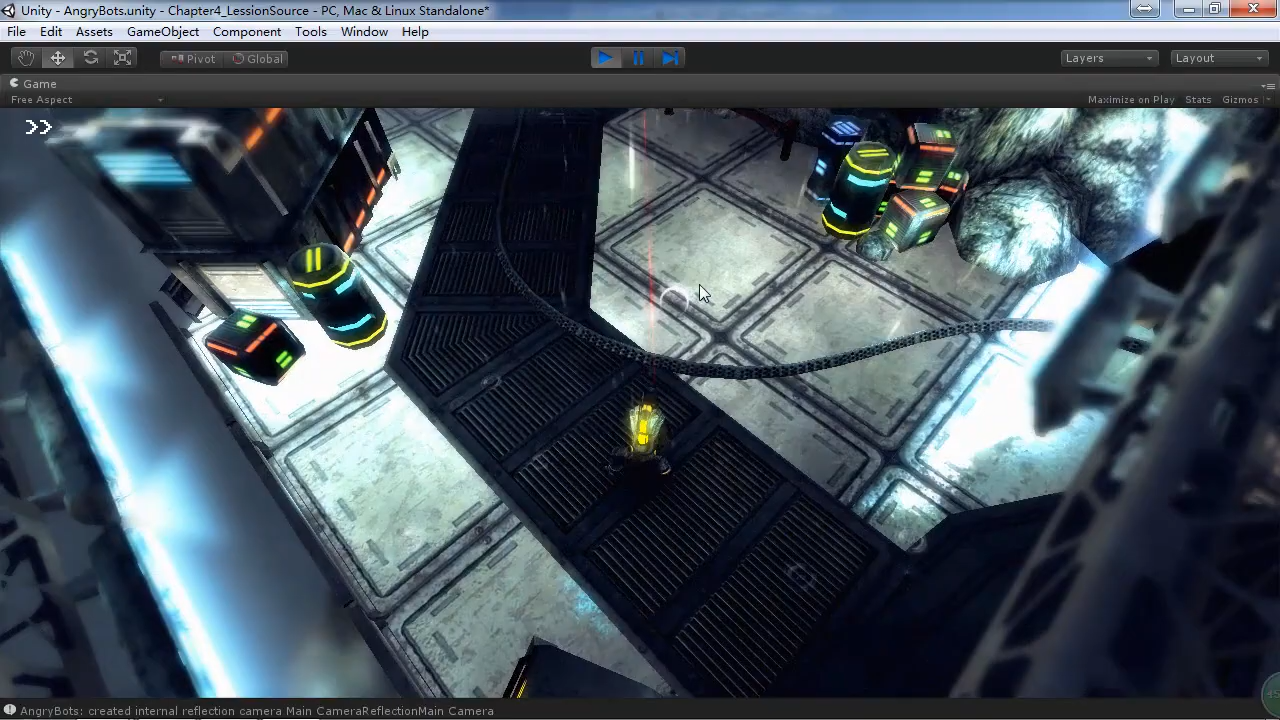 Unity - AngryBots.unity - Chapter4_LessionSource - PC, Mac & Linux Standalone*
File Edit Assets GameObject Component Tools Window Help
Pivot Global Layers Layout
Game
Free Aspect Maximize on Play Stats Gizmos
>>
AngryBots: created internal reflection camera Main CameraReflectionMain Camera